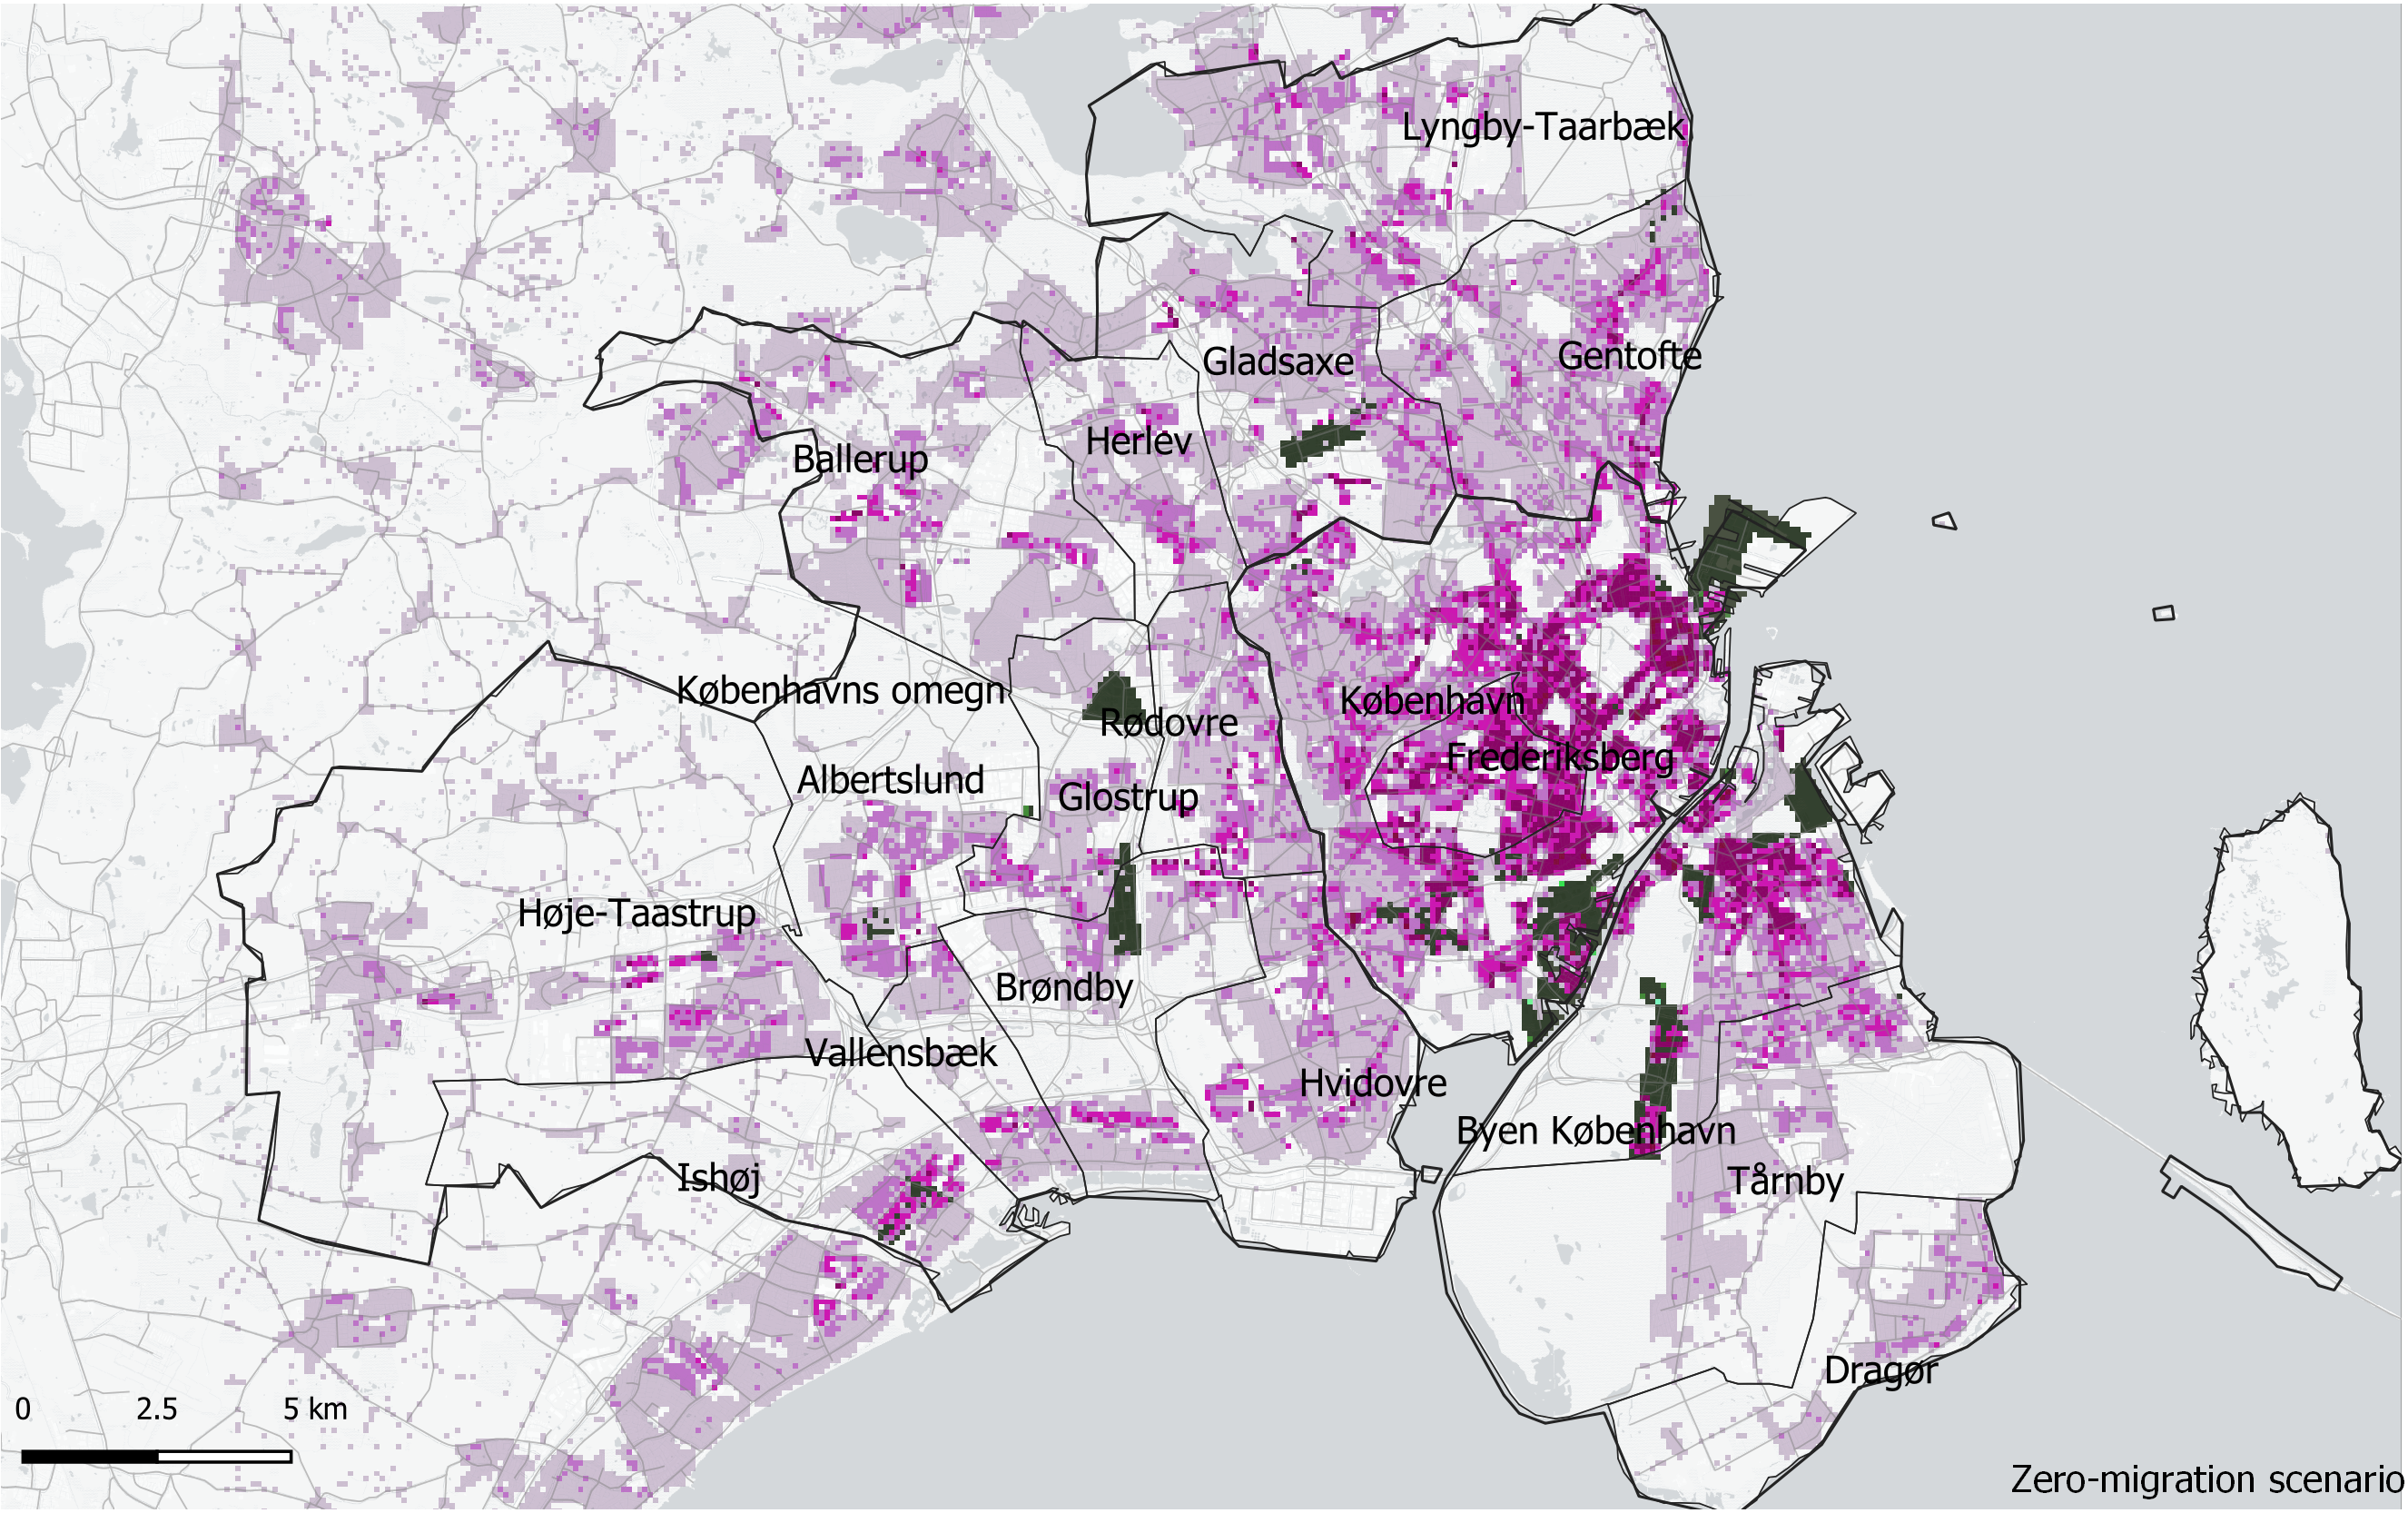 Lyngby-Taarbæk
Gladsaxe
Gentofte
Herlev
Ballerup
Københavns omegn
København
Rødovre
Frederiksberg
Albertslund
Glostrup
Høje-Taastrup
Brøndby
Vallensbæk
Hvidovre
Byen København
Ishøj
Tårnby
Dragør
0 2.5 5 km
Zero-migration scenario